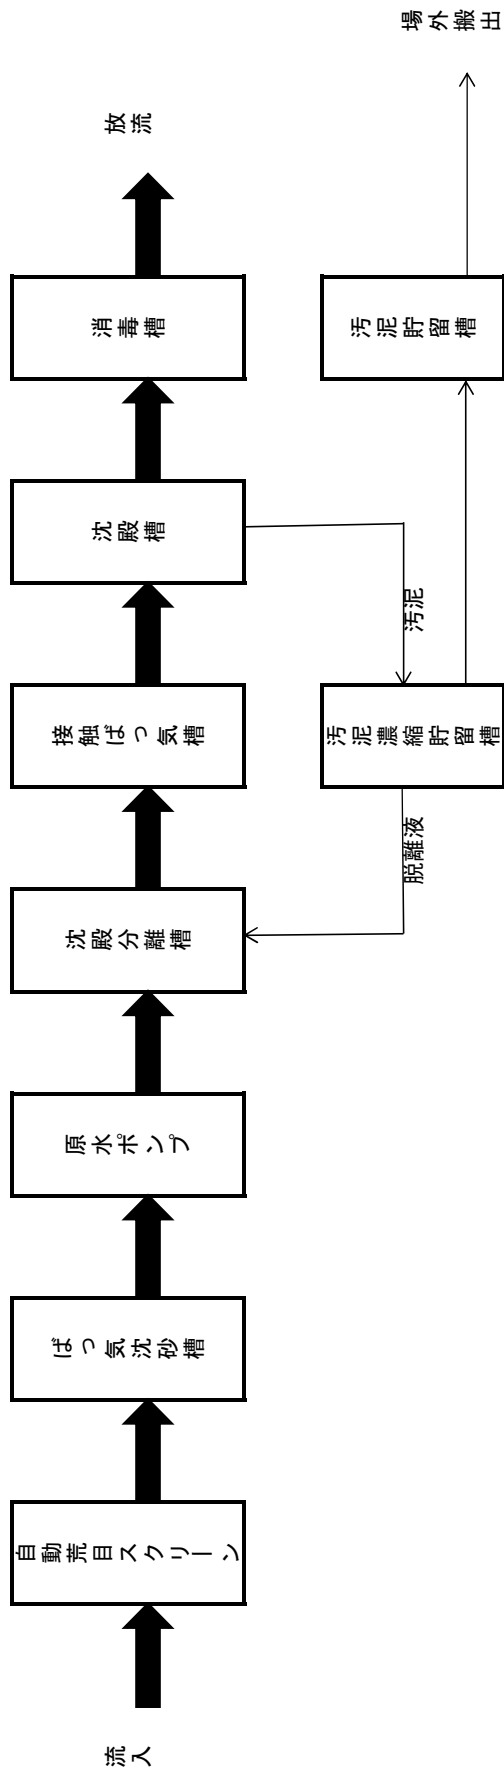 流入
自動荒目スクリーン
ばっ気沈砂槽
原水ポンプ
沈殿分離槽
接触ばっ気槽
沈殿槽
消毒槽
放流
汚泥
脱離液
汚泥濃縮貯留槽
汚泥貯留槽
場外搬出